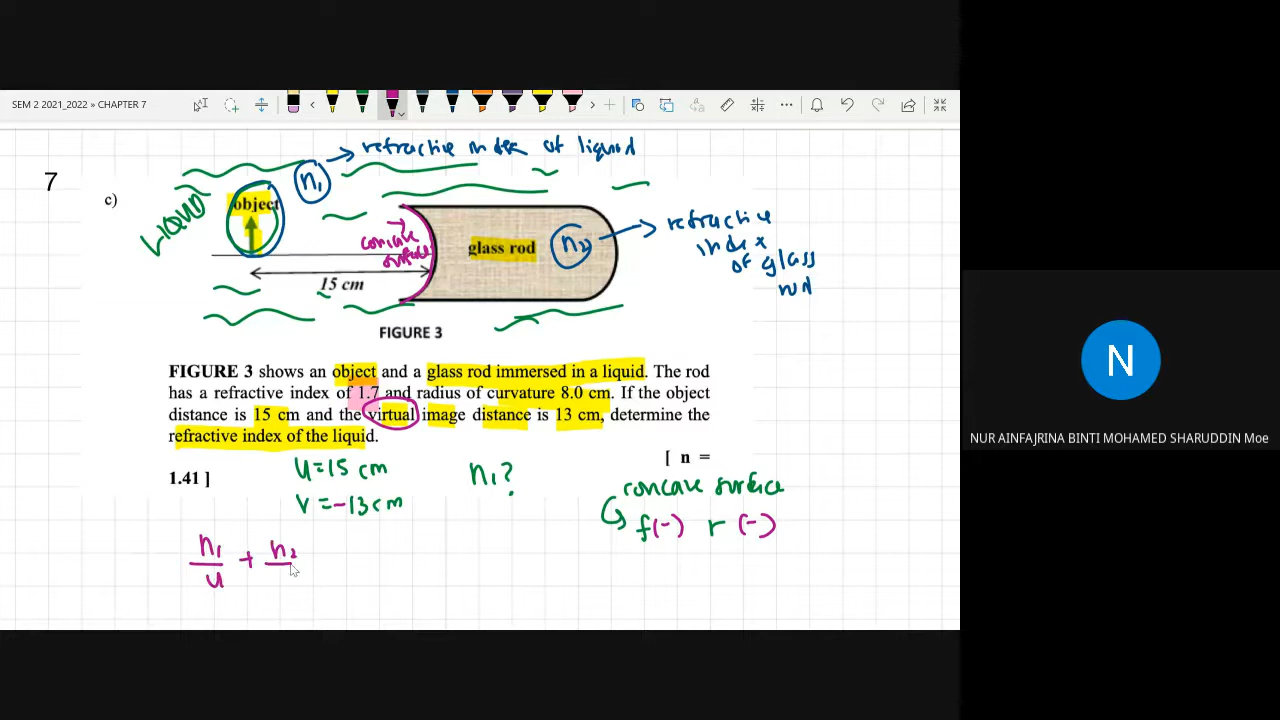 SEM 2 2021_2022 » CHAPTER 7
7
c)
LIQUID
object
n1
refractive index of liquid
concave surface
15 cm
glass rod
n2
refractive
index
of glass
rod
FIGURE 3
FIGURE 3 shows an object and a glass rod immersed in a liquid. The rod
has a refractive index of 1.7 and radius of curvature 8.0 cm. If the object
distance is 15 cm and the virtual image distance is 13 cm, determine the
refractive index of the liquid.
[ n =
1.41 ]
u = 15 cm
v = -13 cm
n1?
concave surface
f(-) r (-)
n1/u + n2
N
NUR AINFAJRINA BINTI MOHAMED SHARUDDIN Moe